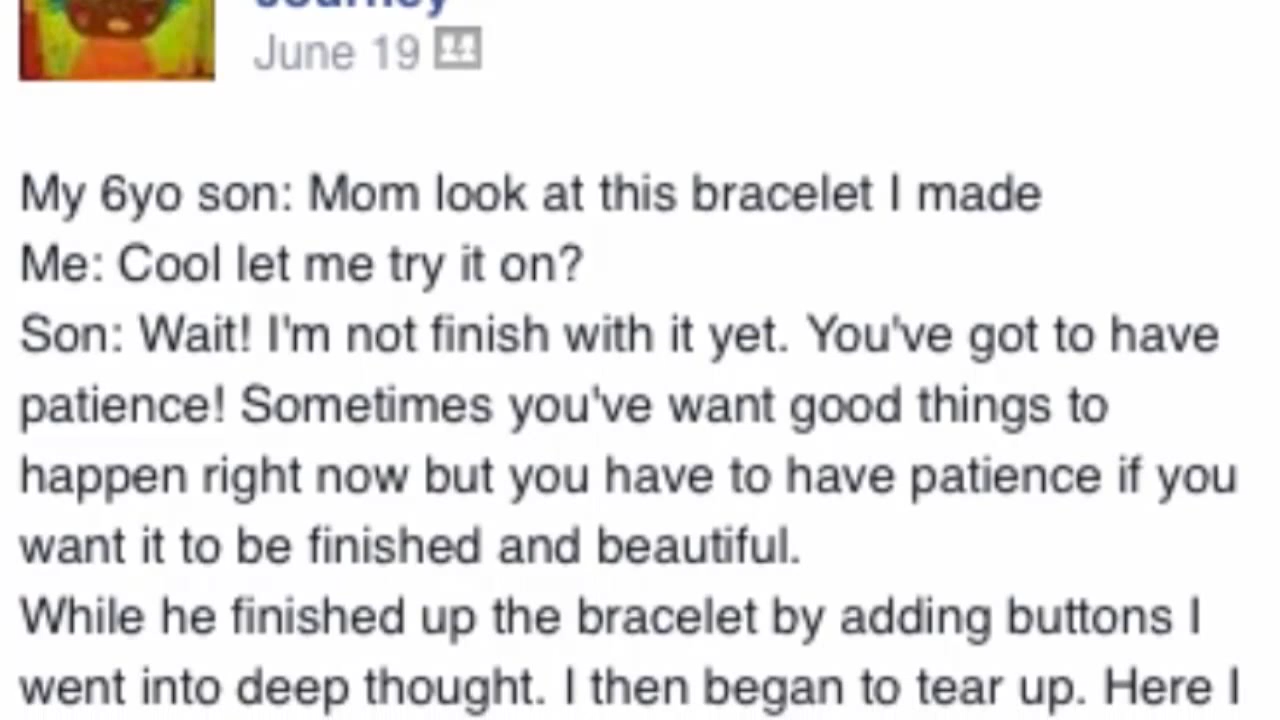 Journey
June 19
My 6yo son: Mom look at this bracelet I made
Me: Cool let me try it on?
Son: Wait! I'm not finish with it yet. You've got to have
patience! Sometimes you've want good things to
happen right now but you have to have patience if you
want it to be finished and beautiful.
While he finished up the bracelet by adding buttons I
went into deep thought. I then began to tear up. Here I